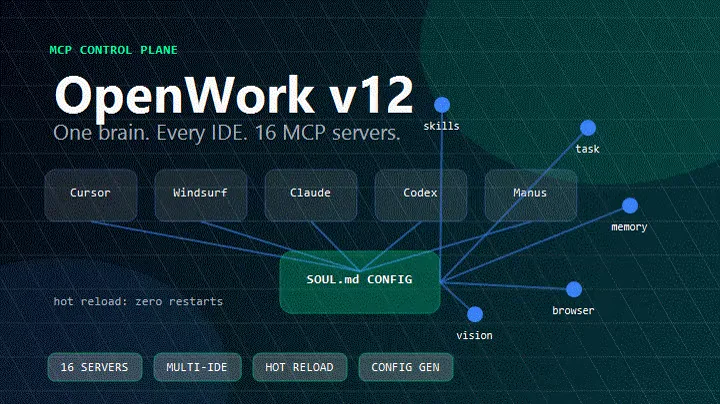 MCP CONTROL PLANE
OpenWork v12
One brain. Every IDE. 16 MCP servers.
skills
task
Cursor
Windsurf
Claude
Codex
Manus
memory
SOUL.md CONFIG
hot reload: zero restarts
browser
vision
16 SERVERS
MULTI-IDE
HOT RELOAD
CONFIG GEN